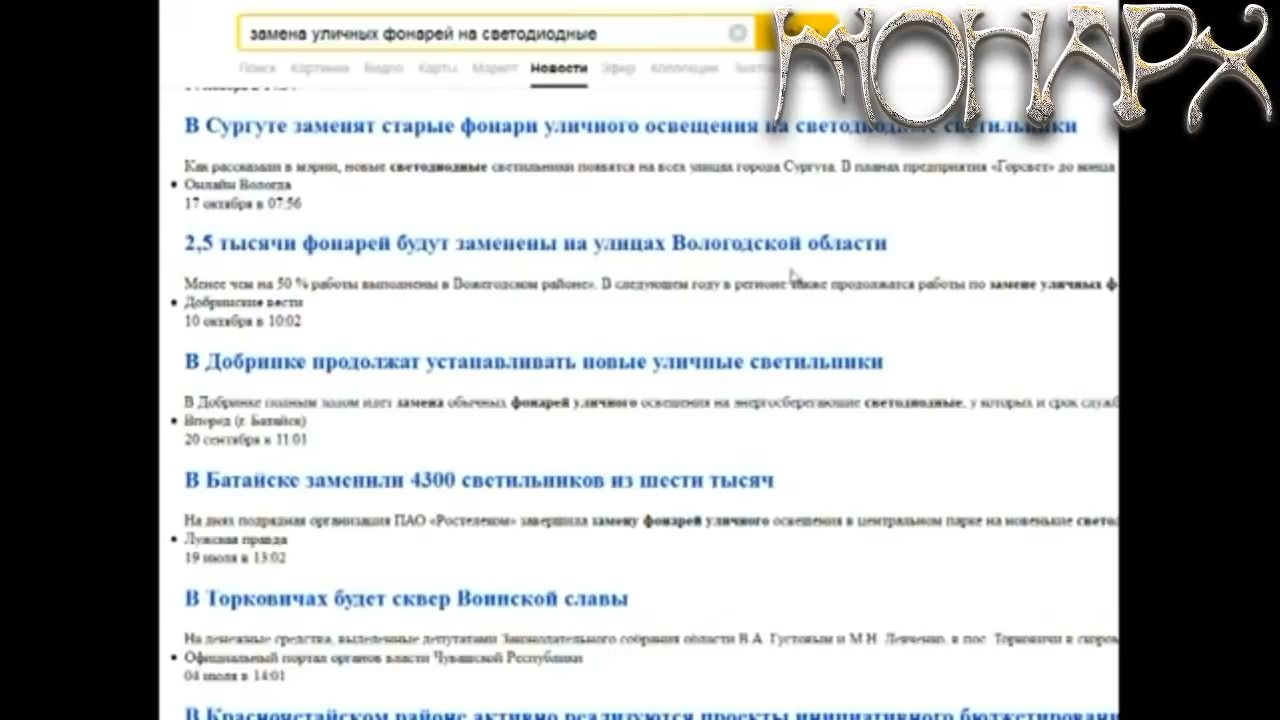 замена уличных фонарей на светодиодные
МОНАРХ
Поиск Картинки Видео Карты Маркет Новости Эфир Коллекции
В Сургуте заменят старые фонари уличного освещения на светодиодные светильники
Как рассказали в мэрии, новые светодиодные светильники появятся на всех улицах города Сургута. В планах предприятия «Горсвет» до конца
Онлайн Вологда
17 октября в 07:56
2,5 тысячи фонарей будут заменены на улицах Вологодской области
Менее чем на 50 % работы выполнены в Вожегодском районе». В следующем году в регионе также продолжатся работы по замене уличных ф
Добринские вести
10 октября в 10:02
В Добринке продолжат устанавливать новые уличные светильники
В Добринке полным ходом идет замена обычных фонарей уличного освещения на энергосберегающие светодиодные, у которых и срок служб
Вперед (г. Батайск)
20 сентября в 11:01
В Батайске заменили 4300 светильников из шести тысяч
На днях подрядная организация ПАО «Ростелеком» завершила замену фонарей уличного освещения в центральном парке на новенькие свето
Лужская правда
19 июля в 13:02
В Торковичах будет сквер Воинской славы
На денежные средства, выделенные депутатами Законодательного собрания области В.А. Густовым и М.Н. Левченко, в пос. Торковичи в скором
Официальный портал органов власти Чувашской Республики
04 июля в 14:01
В Красночетайском районе активно реализуются проекты инициативного бюджетировани